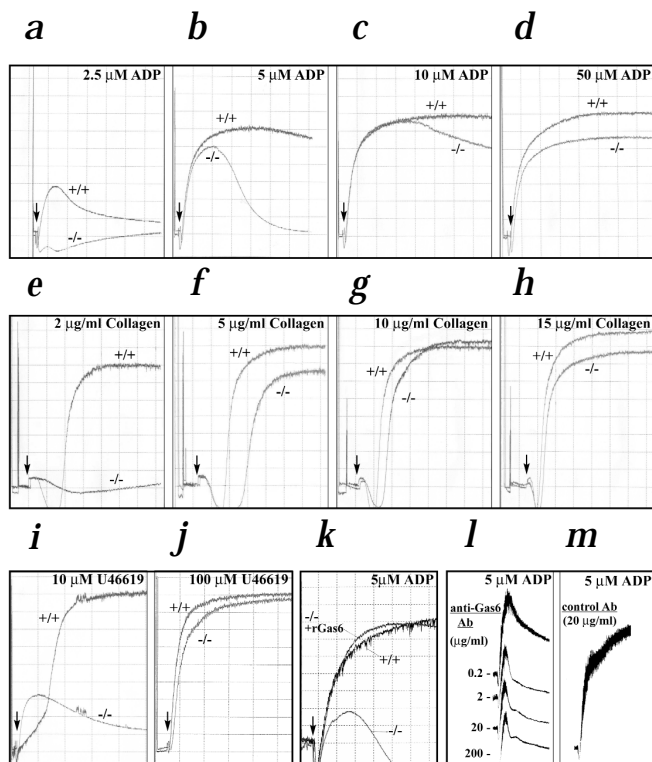 a b c d
2.5 μM ADP
+/+
-/-
5 μM ADP
+/+
-/-
10 μM ADP
+/+
-/-
50 μM ADP
+/+
-/-
e f g h
2 μg/ml Collagen
+/+
-/-
5 μg/ml Collagen
+/+
-/-
10 μg/ml Collagen
+/+
-/-
15 μg/ml Collagen
+/+
-/-
i j k l m
10 μM U46619
+/+
-/-
100 μM U46619
+/+
-/-
5μM ADP
-/-
+rGas6
+/+
-/-
5 μM ADP
anti-Gas6
Ab
(μg/ml)
0.2 -
2 -
20 -
200 -
5 μM ADP
control Ab
(20 μg/ml)